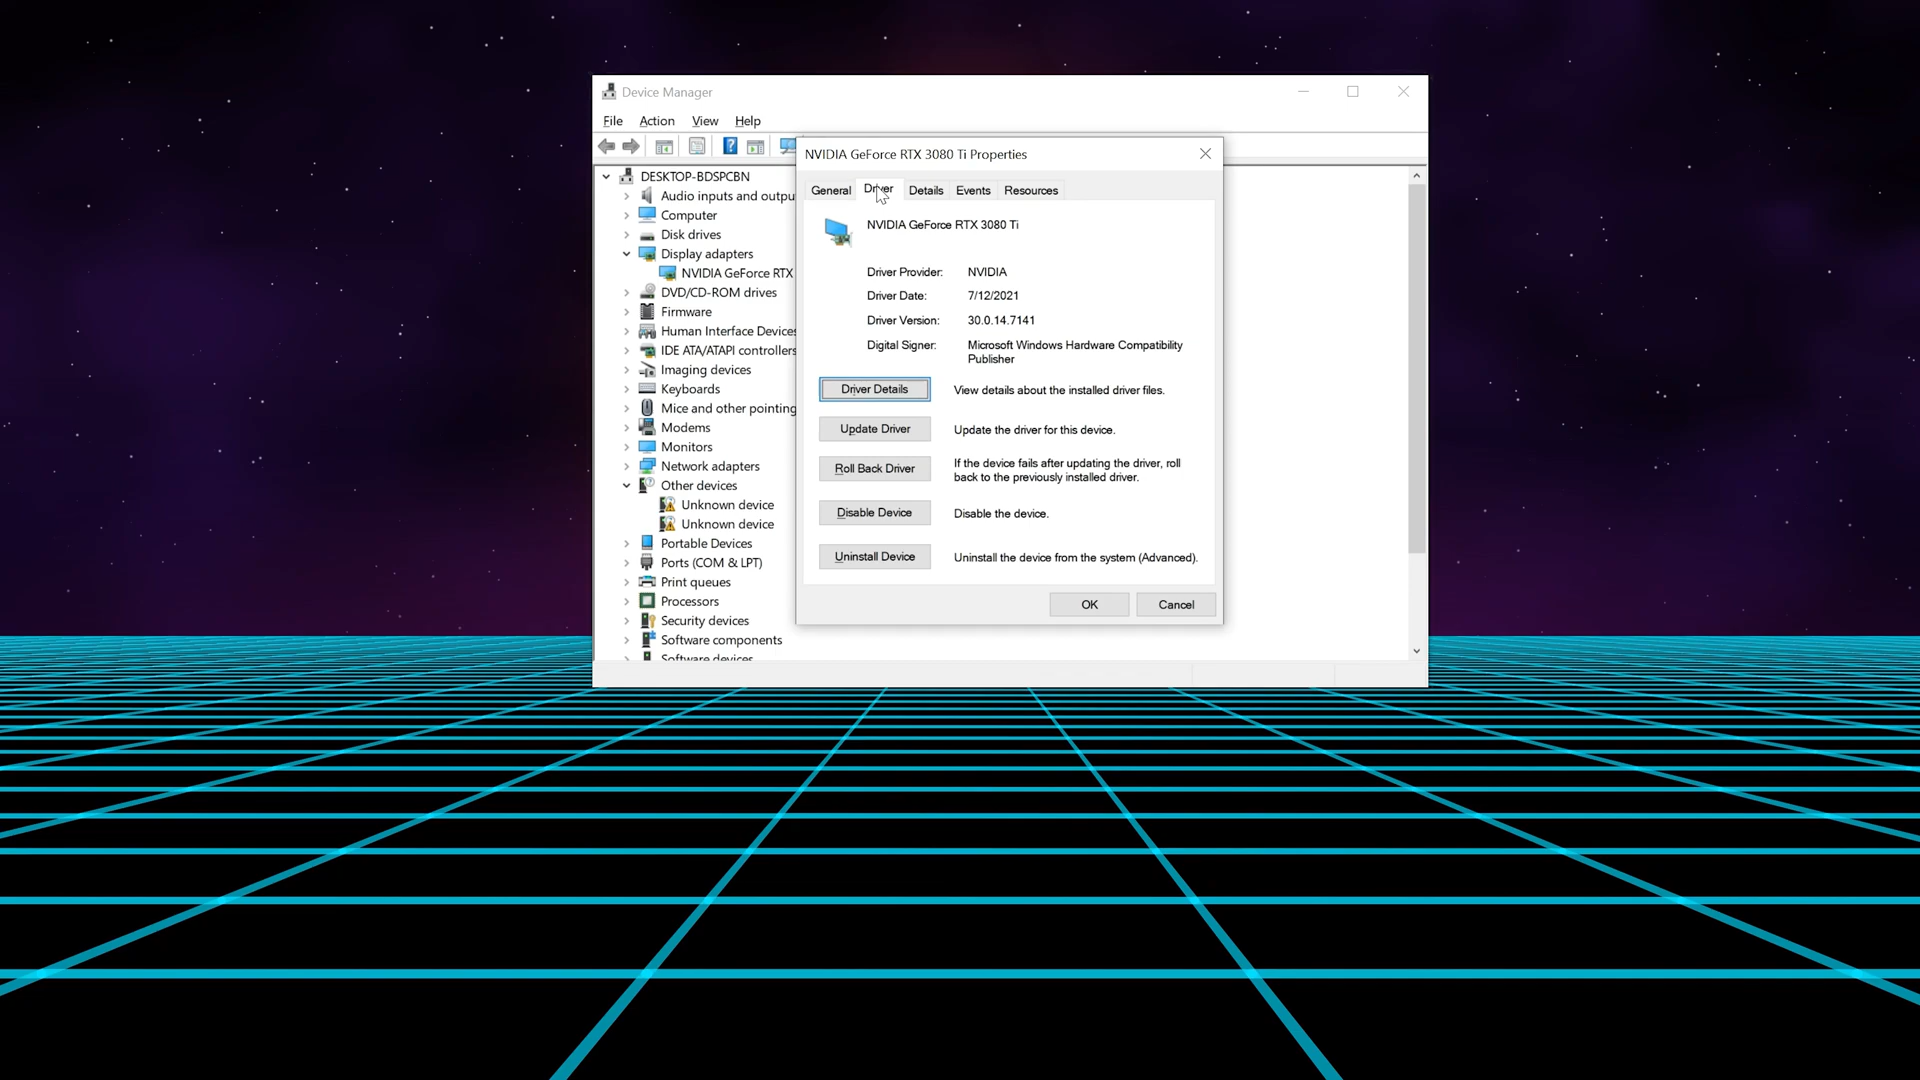 Device Manager
File Action View Help
DESKTOP-BDSPCBN
Audio inputs and outpu
Computer
Disk drives
Display adapters
NVIDIA GeForce RTX
DVD/CD-ROM drives
Firmware
Human Interface Devices
IDE ATA/ATAPI controllers
Imaging devices
Keyboards
Mice and other pointing
Modems
Monitors
Network adapters
Other devices
Unknown device
Unknown device
Portable Devices
Ports (COM & LPT)
Print queues
Processors
Security devices
Software components
Software devices
NVIDIA GeForce RTX 3080 Ti Properties
General Driver Details Events Resources
NVIDIA GeForce RTX 3080 Ti
Driver Provider: NVIDIA
Driver Date: 7/12/2021
Driver Version: 30.0.14.7141
Digital Signer: Microsoft Windows Hardware Compatibility
Publisher
Driver Details View details about the installed driver files.
Update Driver Update the driver for this device.
Roll Back Driver If the device fails after updating the driver, roll
back to the previously installed driver.
Disable Device Disable the device.
Uninstall Device Uninstall the device from the system (Advanced).
OK Cancel